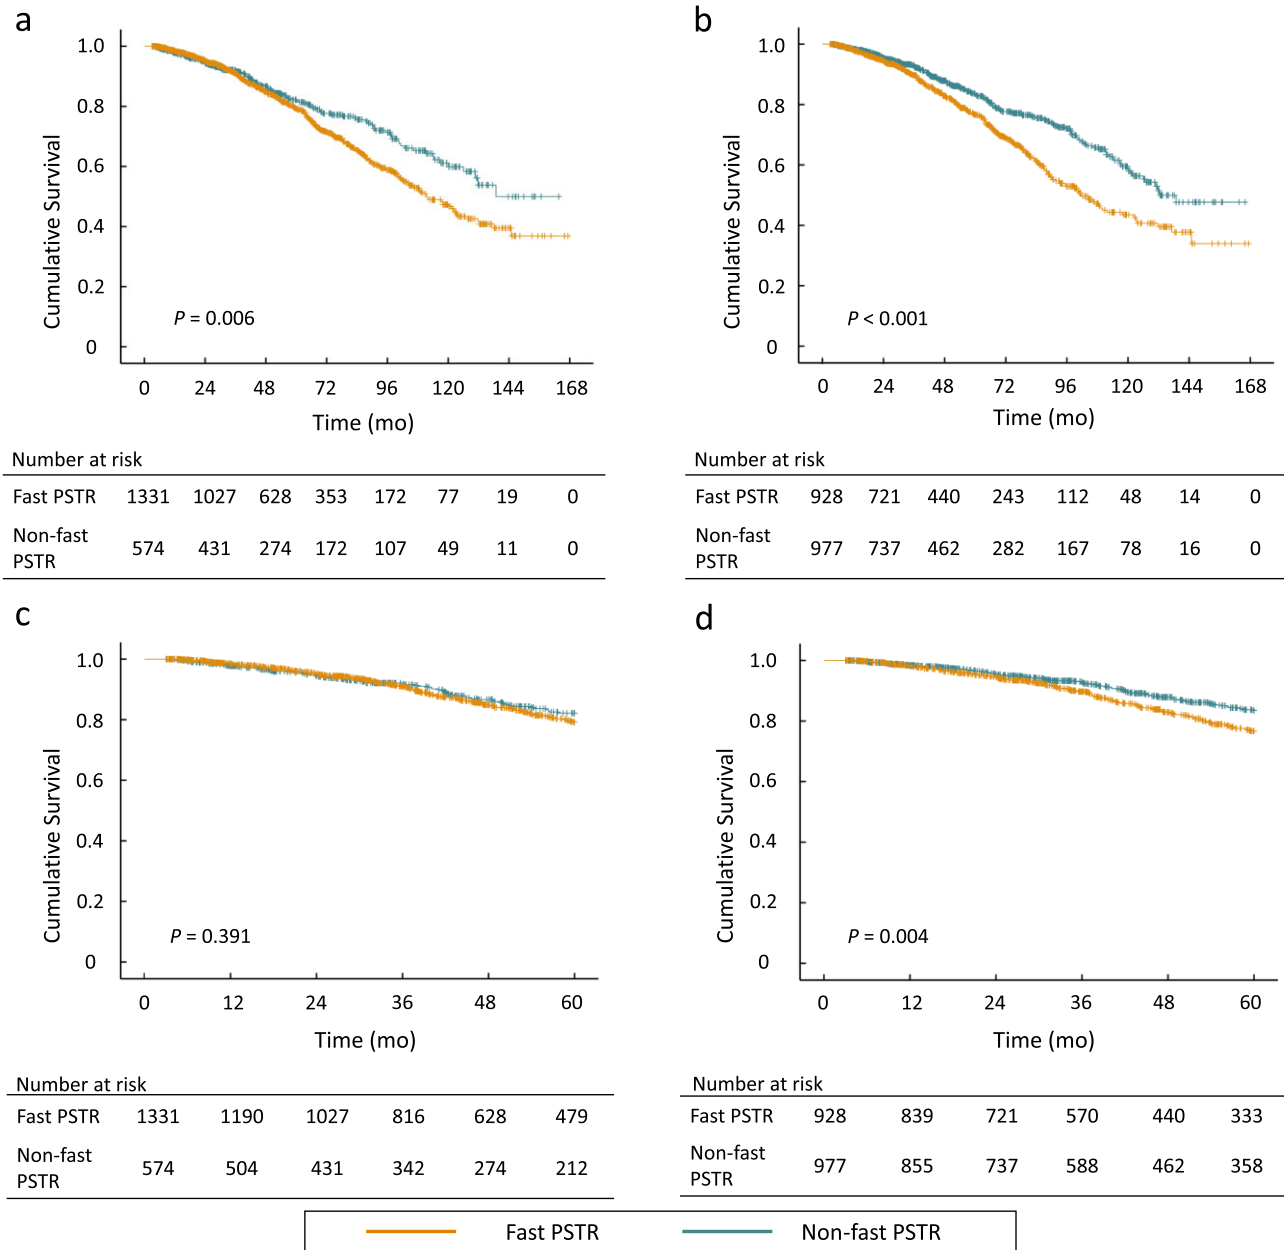 a
1.0
0.8
0.6
0.4
0.2
0
Cumulative Survival
P = 0.006
0 24 48 72 96 120 144 168
Time (mo)
Number at risk
Fast PSTR 1331 1027 628 353 172 77 19 0
Non-fast
PSTR
574 431 274 172 107 49 11 0
b
1.0
0.8
0.6
0.4
0.2
0
Cumulative Survival
P < 0.001
0 24 48 72 96 120 144 168
Time (mo)
Number at risk
Fast PSTR 928 721 440 243 112 48 14 0
Non-fast
PSTR
977 737 462 282 167 78 16 0
c
1.0
0.8
0.6
0.4
0.2
0
Cumulative Survival
P = 0.391
0 12 24 36 48 60
Time (mo)
Number at risk
Fast PSTR 1331 1190 1027 816 628 479
Non-fast
PSTR
574 504 431 342 274 212
d
1.0
0.8
0.6
0.4
0.2
0
Cumulative Survival
P = 0.004
0 12 24 36 48 60
Time (mo)
Number at risk
Fast PSTR 928 839 721 570 440 333
Non-fast
PSTR
977 855 737 588 462 358
Fast PSTR Non-fast PSTR